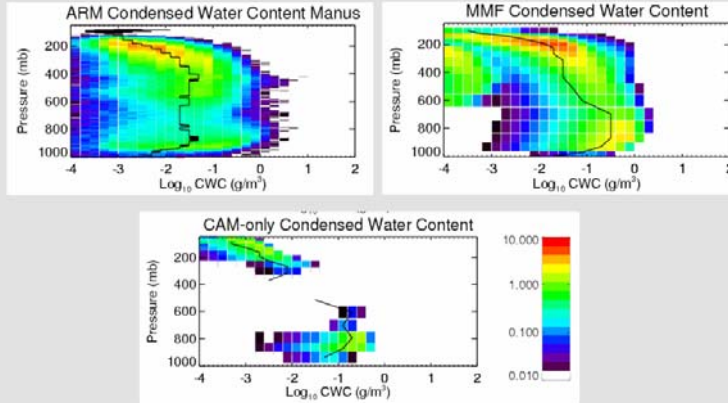 ARM Condensed Water Content Manus
Pressure (mb)
200
400
600
800
1000
-4 -3 -2 -1 0 1 2
Log₁₀ CWC (g/m³)
MMF Condensed Water Content
Pressure (mb)
200
400
600
800
1000
-4 -3 -2 -1 0 1 2
Log₁₀ CWC (g/m³)
CAM-only Condensed Water Content
Pressure (mb)
200
400
600
800
1000
-4 -3 -2 -1 0 1 2
Log₁₀ CWC (g/m³)
10.000
1.000
0.100
0.010